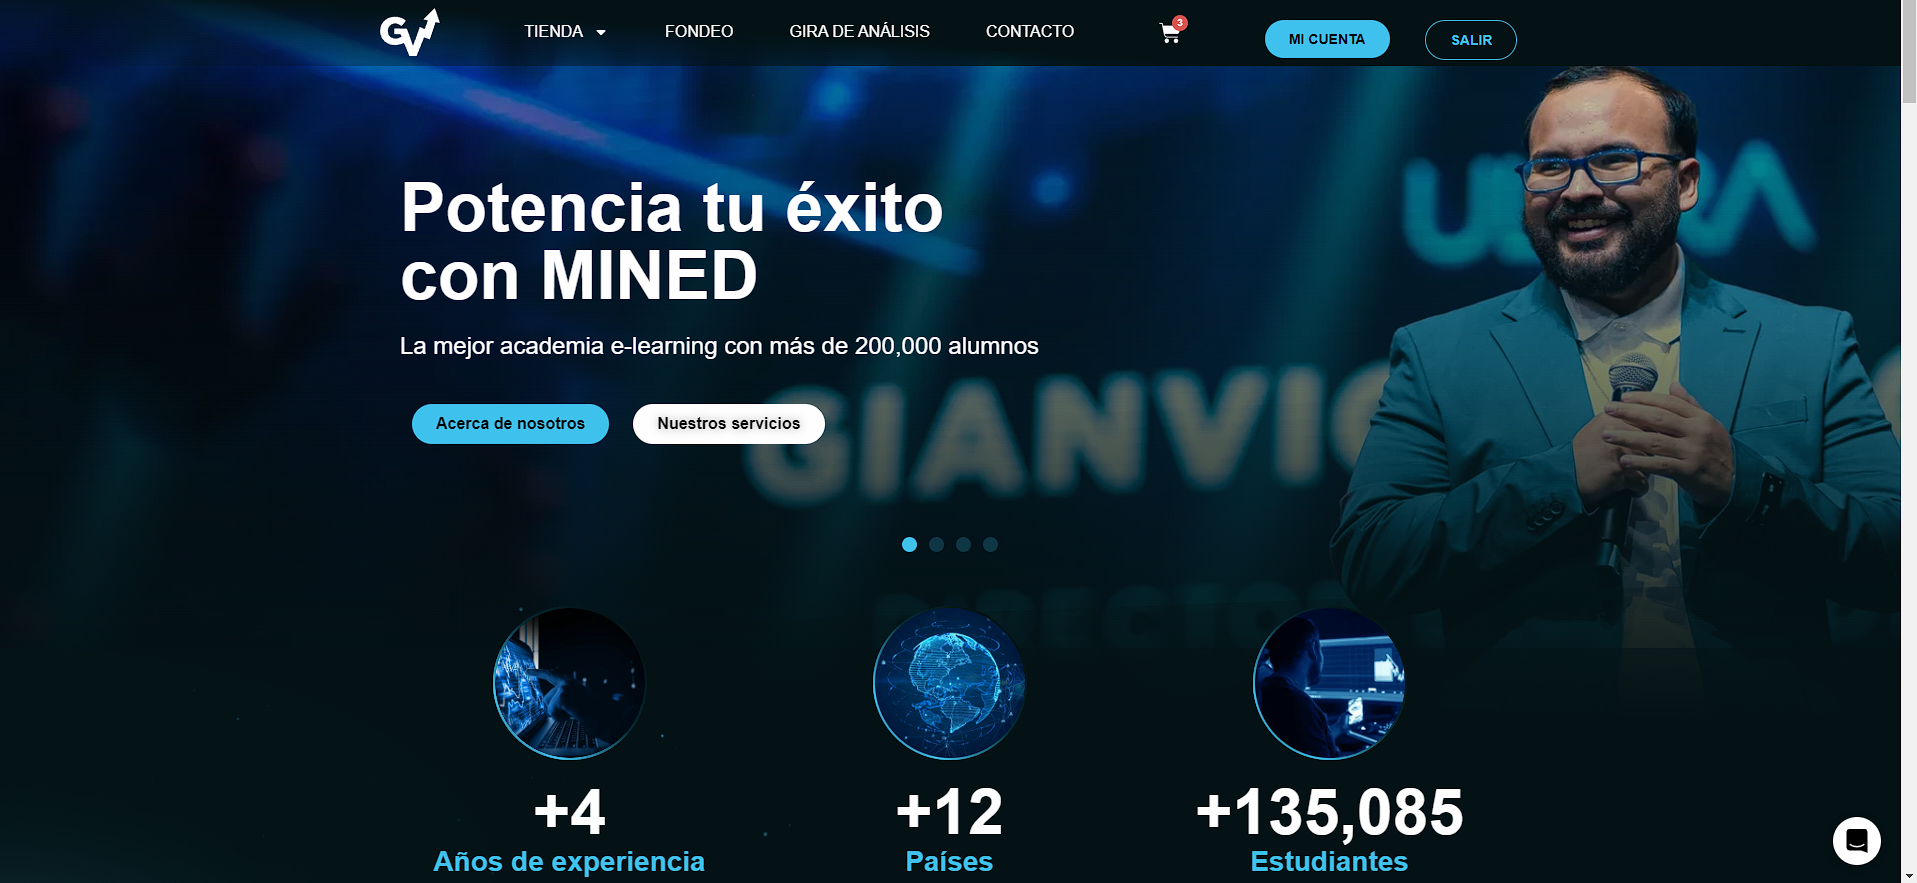 GV
TIENDA
FONDEO
GIRA DE ANÁLISIS
CONTACTO
3
MI CUENTA
SALIR
Potencia tu éxito
con MINED
La mejor academia e-learning con más de 200,000 alumnos
Acerca de nosotros
Nuestros servicios
GIANVIC
DIRECTOR
+4
Años de experiencia
+12
Países
+135,085
Estudiantes